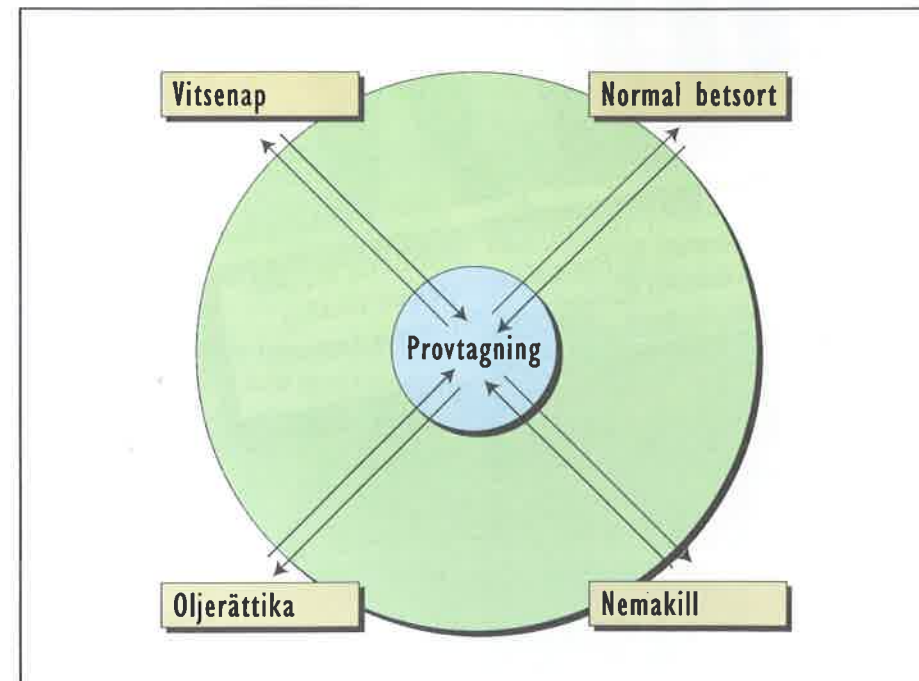 Vitsenap
Normal betsort
Provtagning
Oljerättika
Nemakill